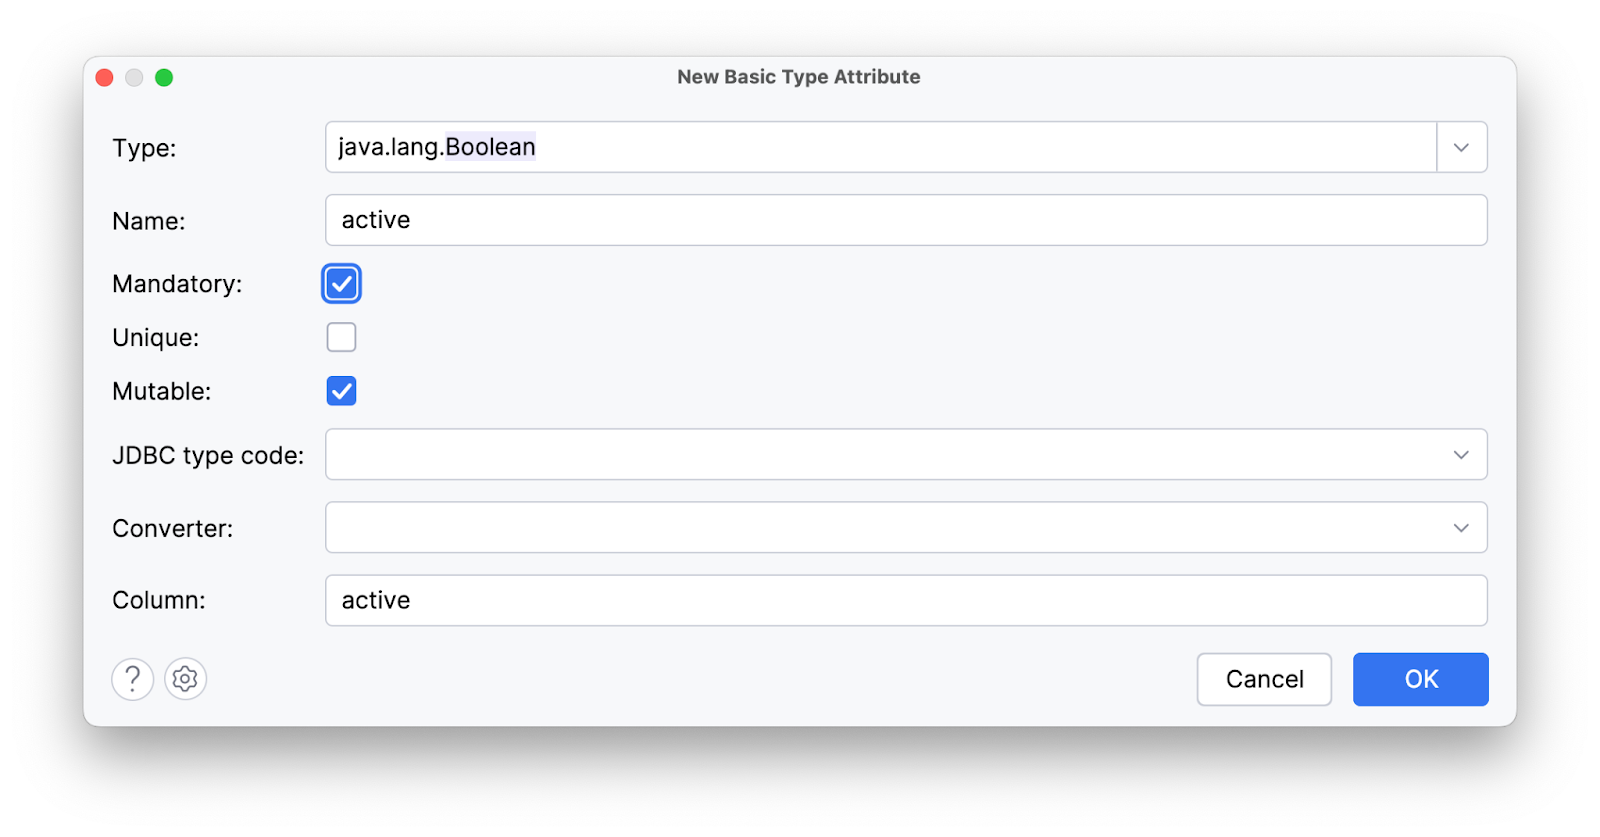 New Basic Type Attribute
Type: java.lang.Boolean
Name: active
Mandatory:
Unique:
Mutable:
JDBC type code:
Converter:
Column: active
? Cancel OK